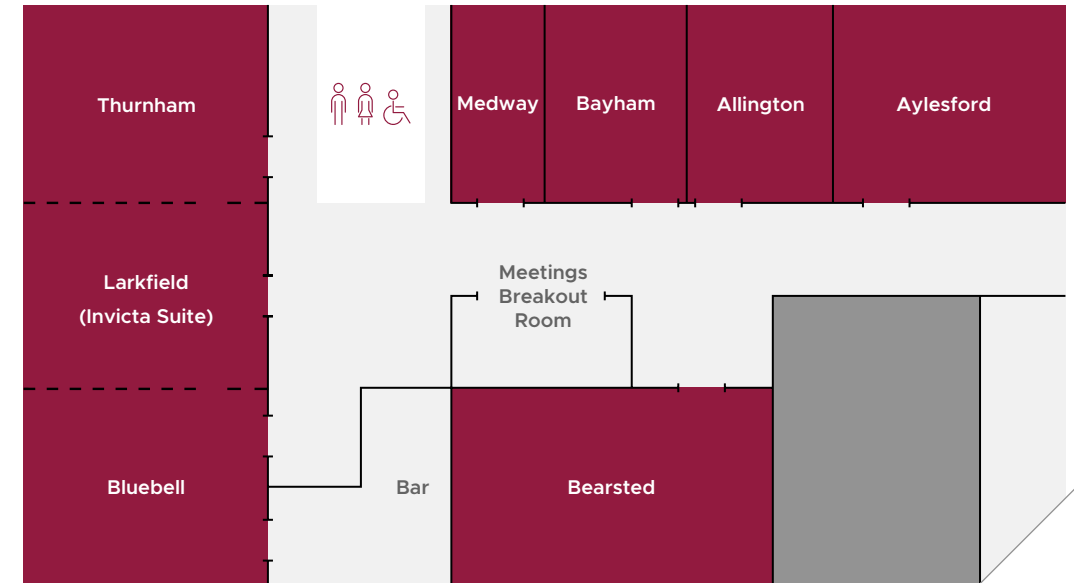 Thurnham
Medway
Bayham
Allington
Aylesford
Larkfield
(Invicta Suite)
Meetings
Breakout
Room
Bluebell
Bar
Bearsted